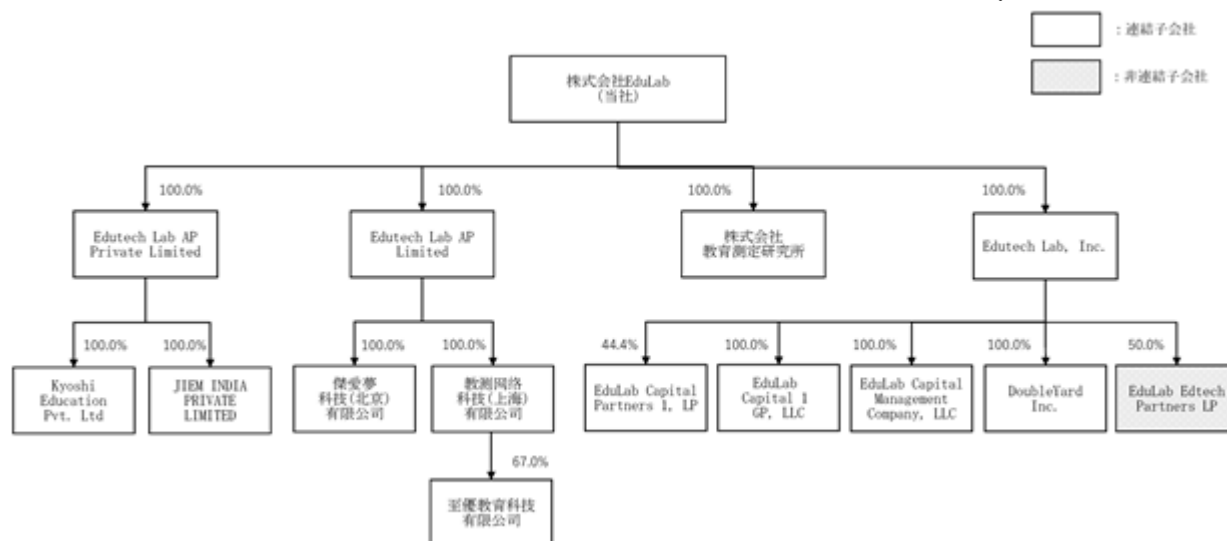 ：連結子会社
：非連結子会社
株式会社EduLab
(当社)
100.0%
100.0%
100.0%
100.0%
Edutech Lab AP
Private Limited
Edutech Lab AP
Limited
株式会社
教育測定研究所
Edutech Lab, Inc.
100.0%
100.0%
100.0%
100.0%
44.4%
100.0%
100.0%
100.0%
50.0%
Kyoshi
Education
Pvt. Ltd
JIEM INDIA
PRIVATE
LIMITED
傑愛夢
科技(北京)
有限公司
教測网络
科技(上海)
有限公司
EduLab Capital
Partners 1, LP
EduLab
Capital 1
GP, LLC
EduLab Capital
Management
Company, LLC
DoubleYard
Inc.
EduLab Edtech
Partners LP
67.0%
至優教育科技
有限公司